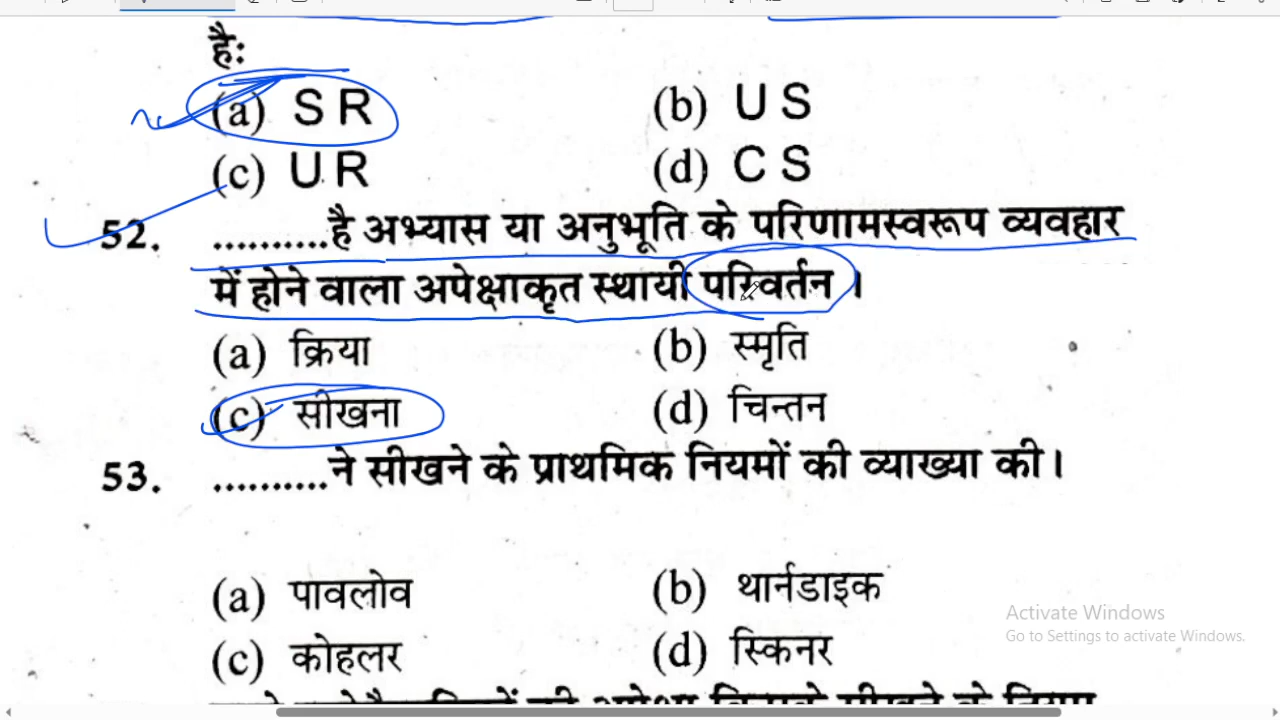 है:
(a) S R (b) U S
(c) U R (d) C S
52. ..........है अभ्यास या अनुभूति के परिणामस्वरूप व्यवहार
में होने वाला अपेक्षाकृत स्थायी परिवर्तन ।
(a) क्रिया (b) स्मृति
(c) सीखना (d) चिन्तन
53. ..........ने सीखने के प्राथमिक नियमों की व्याख्या की।
(a) पावलोव (b) थार्नडाइक
(c) कोहलर (d) स्किनर
Activate Windows
Go to Settings to activate Windows.